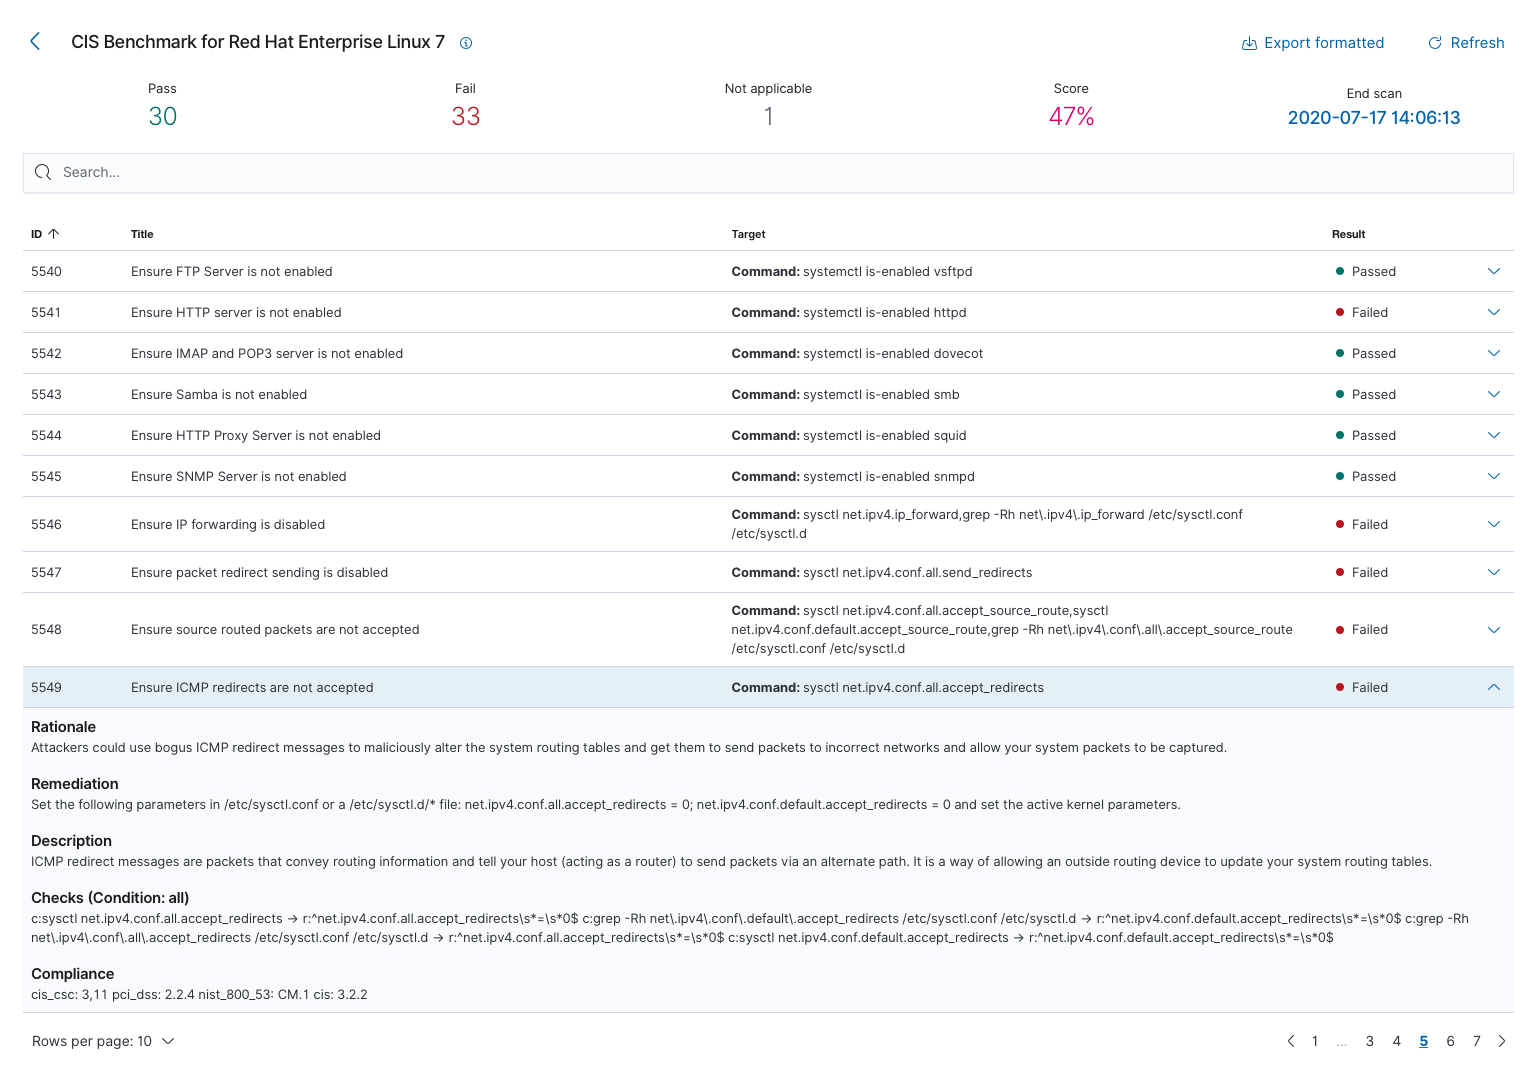 CIS Benchmark for Red Hat Enterprise Linux 7
Export formatted
Refresh
Pass
30
Fail
33
Not applicable
1
Score
47%
End scan
2020-07-17 14:06:13
Search...
ID Title Target Result
5540 Ensure FTP Server is not enabled Command: systemctl is-enabled vsftpd Passed
5541 Ensure HTTP server is not enabled Command: systemctl is-enabled httpd Failed
5542 Ensure IMAP and POP3 server is not enabled Command: systemctl is-enabled dovecot Passed
5543 Ensure Samba is not enabled Command: systemctl is-enabled smb Passed
5544 Ensure HTTP Proxy Server is not enabled Command: systemctl is-enabled squid Passed
5545 Ensure SNMP Server is not enabled Command: systemctl is-enabled snmpd Passed
5546 Ensure IP forwarding is disabled Command: sysctl net.ipv4.ip_forward,grep -Rh net\.ipv4\.ip_forward /etc/sysctl.conf
/etc/sysctl.d Failed
5547 Ensure packet redirect sending is disabled Command: sysctl net.ipv4.conf.all.send_redirects Failed
5548 Ensure source routed packets are not accepted Command: sysctl net.ipv4.conf.all.accept_source_route,sysctl
net.ipv4.conf.default.accept_source_route,grep -Rh net\.ipv4\.conf\.all\.accept_source_route
/etc/sysctl.conf /etc/sysctl.d Failed
5549 Ensure ICMP redirects are not accepted Command: sysctl net.ipv4.conf.all.accept_redirects Failed
Rationale
Attackers could use bogus ICMP redirect messages to maliciously alter the system routing tables and get them to send packets to incorrect networks and allow your system packets to be captured.
Remediation
Set the following parameters in /etc/sysctl.conf or a /etc/sysctl.d/* file: net.ipv4.conf.all.accept_redirects = 0; net.ipv4.conf.default.accept_redirects = 0 and set the active kernel parameters.
Description
ICMP redirect messages are packets that convey routing information and tell your host (acting as a router) to send packets via an alternate path. It is a way of allowing an outside routing device to update your system routing tables.
Checks (Condition: all)
c:sysctl net.ipv4.conf.all.accept_redirects → r:^net.ipv4.conf.all.accept_redirects\s*=\s*0$ c:grep -Rh net\.ipv4\.conf\.default\.accept_redirects /etc/sysctl.conf /etc/sysctl.d → r:^net.ipv4.conf.default.accept_redirects\s*=\s*0$ c:grep -Rh
net\.ipv4\.conf\.all\.accept_redirects /etc/sysctl.conf /etc/sysctl.d → r:^net.ipv4.conf.all.accept_redirects\s*=\s*0$ c:sysctl net.ipv4.conf.default.accept_redirects → r:^net.ipv4.conf.default.accept_redirects\s*=\s*0$
Compliance
cis_csc: 3,11 pci_dss: 2.2.4 nist_800_53: CM.1 cis: 3.2.2
Rows per page: 10
1 ... 3 4 5 6 7